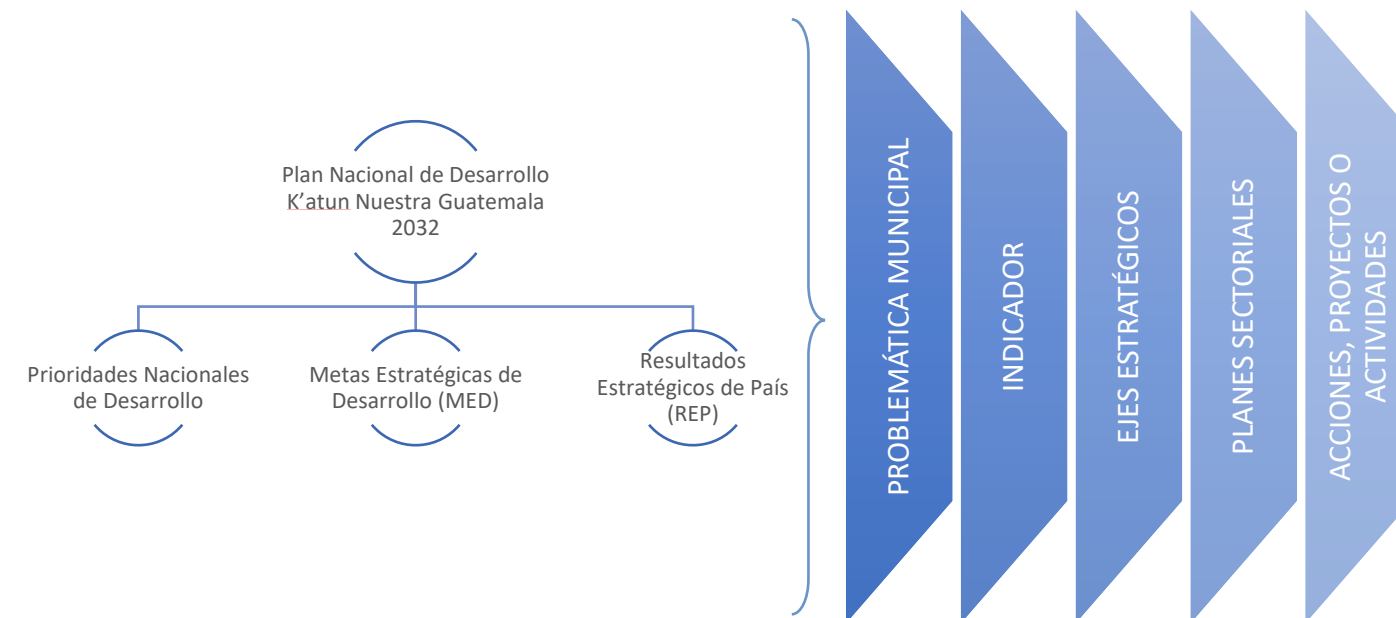 Plan Nacional de Desarrollo
K’atun Nuestra Guatemala
2032
Prioridades Nacionales
de Desarrollo
Metas Estratégicas de
Desarrollo (MED)
Resultados
Estratégicos de País
(REP)
PROBLEMÁTICA MUNICIPAL
INDICADOR
EJES ESTRATÉGICOS
PLANES SECTORIALES
ACCIONES, PROYECTOS O
ACTIVIDADES